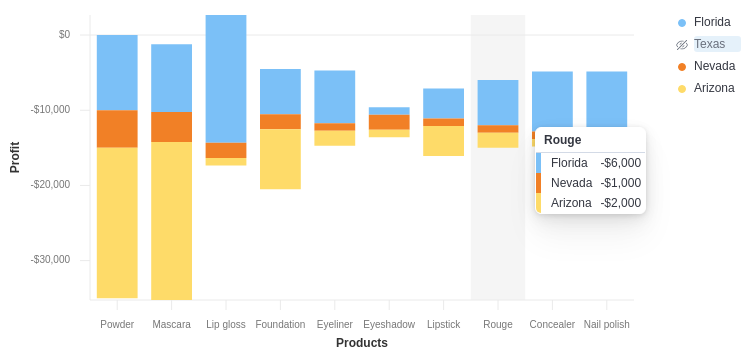 Florida
Texas
Nevada
Arizona
Profit
$0
-$10,000
-$20,000
-$30,000
Rouge
Florida -$6,000
Nevada -$1,000
Arizona -$2,000
Powder Mascara Lip gloss Foundation Eyeliner Eyeshadow Lipstick Rouge Concealer Nail polish
Products